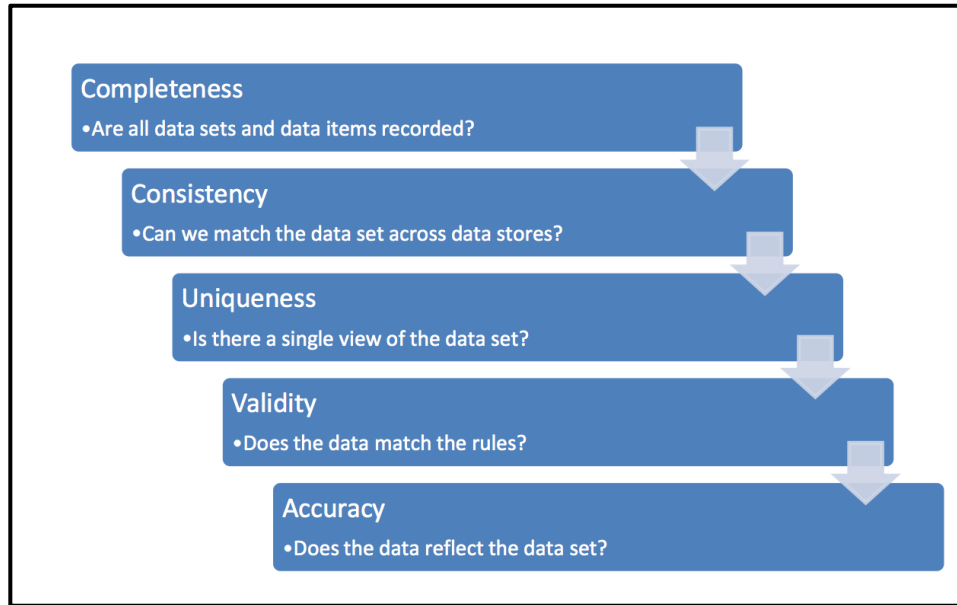 Completeness
•Are all data sets and data items recorded?
Consistency
•Can we match the data set across data stores?
Uniqueness
•Is there a single view of the data set?
Validity
•Does the data match the rules?
Accuracy
•Does the data reflect the data set?